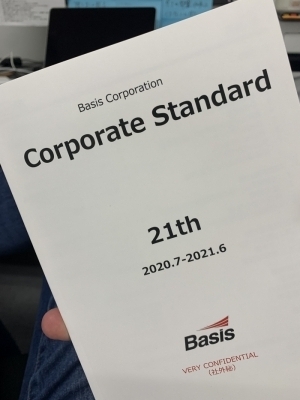 Basis Corporation
Corporate Standard
21th
2020.7-2021.6
Basis
VERY CONFIDENTIAL
(社外秘)